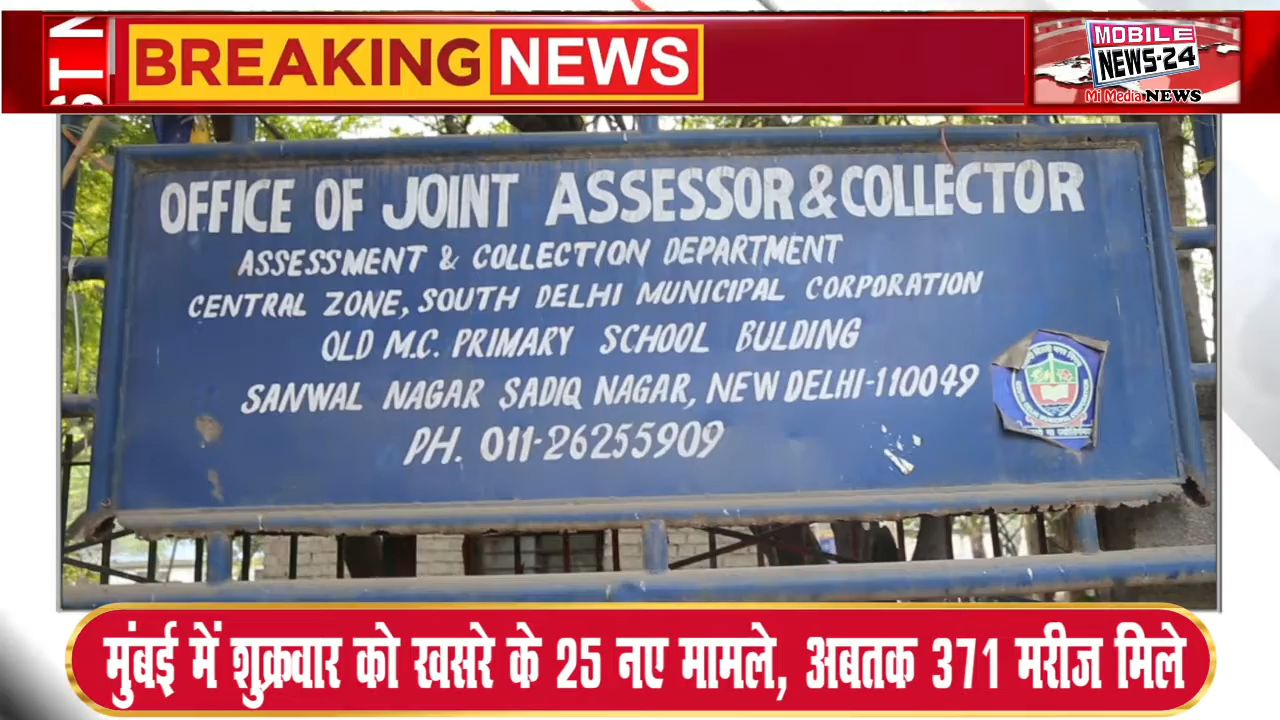 BREAKING NEWS
MOBILE
NEWS-24
Mi Media NEWS
OFFICE OF JOINT ASSESSOR & COLLECTOR
ASSESSMENT & COLLECTION DEPARTMENT
CENTRAL ZONE, SOUTH DELHI MUNICIPAL CORPORATION
OLD M.C. PRIMARY SCHOOL BULDING
SANWAL NAGAR SADIQ NAGAR, NEW DELHI-110049
PH. 011-26255909
मुंबई में शुक्रवार को खसरे के 25 नए मामले, अबतक 371 मरीज मिले